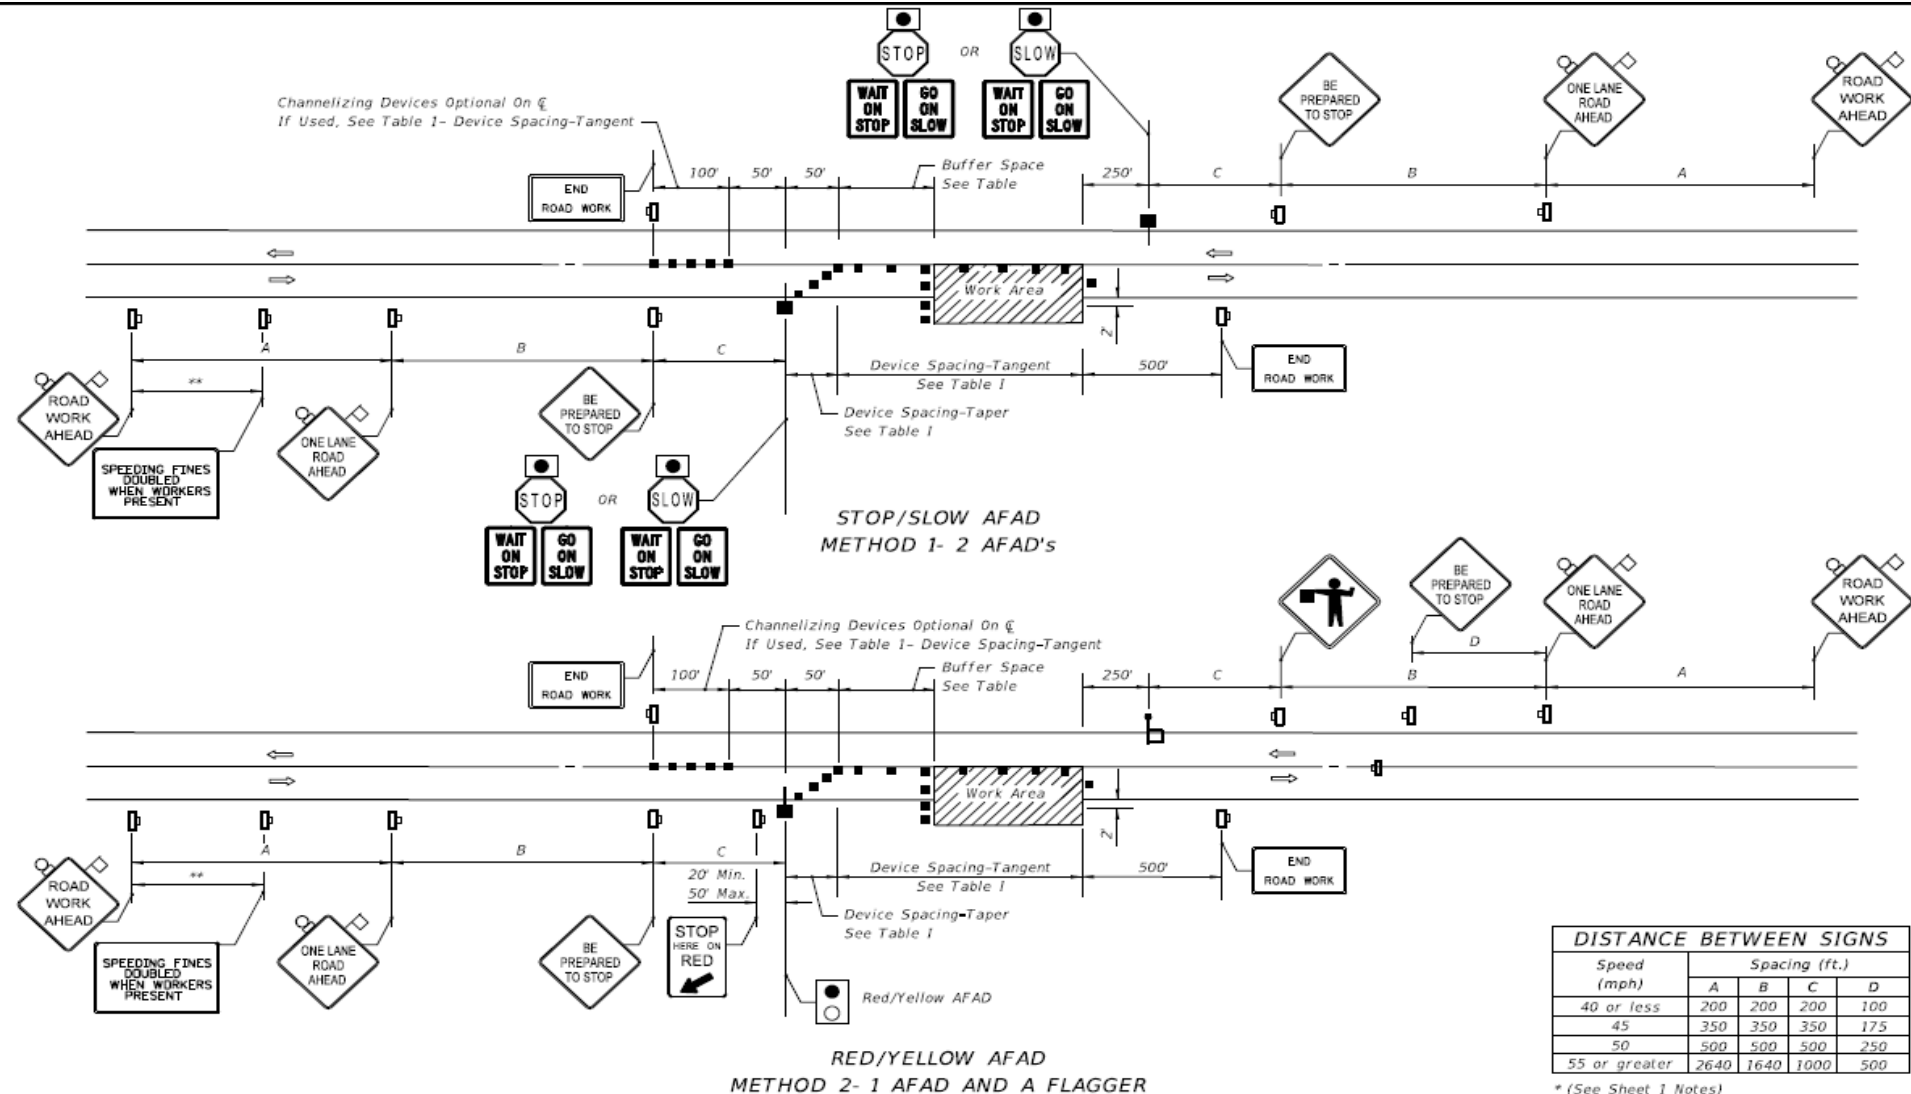 STOP
OR
SLOW
WAIT
ON
STOP
GO
ON
SLOW
WAIT
ON
STOP
GO
ON
SLOW
BE
PREPARED
TO STOP
ONE LANE
ROAD
AHEAD
ROAD
WORK
AHEAD
Channelizing Devices Optional On ℄
If Used, See Table 1- Device Spacing-Tangent
END
ROAD WORK
100'
50'
50'
Buffer Space
See Table
250'
C
B
A
Work Area
2'
A
B
C
**
Device Spacing-Tangent
See Table I
500'
END
ROAD WORK
Device Spacing-Taper
See Table I
ROAD
WORK
AHEAD
SPEEDING FINES
DOUBLED
WHEN WORKERS
PRESENT
ONE LANE
ROAD
AHEAD
BE
PREPARED
TO STOP
STOP
OR
SLOW
WAIT
ON
STOP
GO
ON
SLOW
WAIT
ON
STOP
GO
ON
SLOW
STOP/SLOW AFAD
METHOD 1- 2 AFAD's
BE
PREPARED
TO STOP
ONE LANE
ROAD
AHEAD
ROAD
WORK
AHEAD
Channelizing Devices Optional On ℄
If Used, See Table 1- Device Spacing-Tangent
END
ROAD WORK
100'
50'
50'
Buffer Space
See Table
250'
C
D
B
A
Work Area
2'
A
B
C
**
20' Min.
50' Max.
Device Spacing-Tangent
See Table I
500'
END
ROAD WORK
Device Spacing-Taper
See Table I
ROAD
WORK
AHEAD
SPEEDING FINES
DOUBLED
WHEN WORKERS
PRESENT
ONE LANE
ROAD
AHEAD
BE
PREPARED
TO STOP
STOP
HERE ON
RED
Red/Yellow AFAD
RED/YELLOW AFAD
METHOD 2- 1 AFAD AND A FLAGGER
DISTANCE BETWEEN SIGNS
Speed
(mph)
Spacing (ft.)
A B C D
40 or less 200 200 200 100
45 350 350 350 175
50 500 500 500 250
55 or greater 2640 1640 1000 500
* (See Sheet 1 Notes)